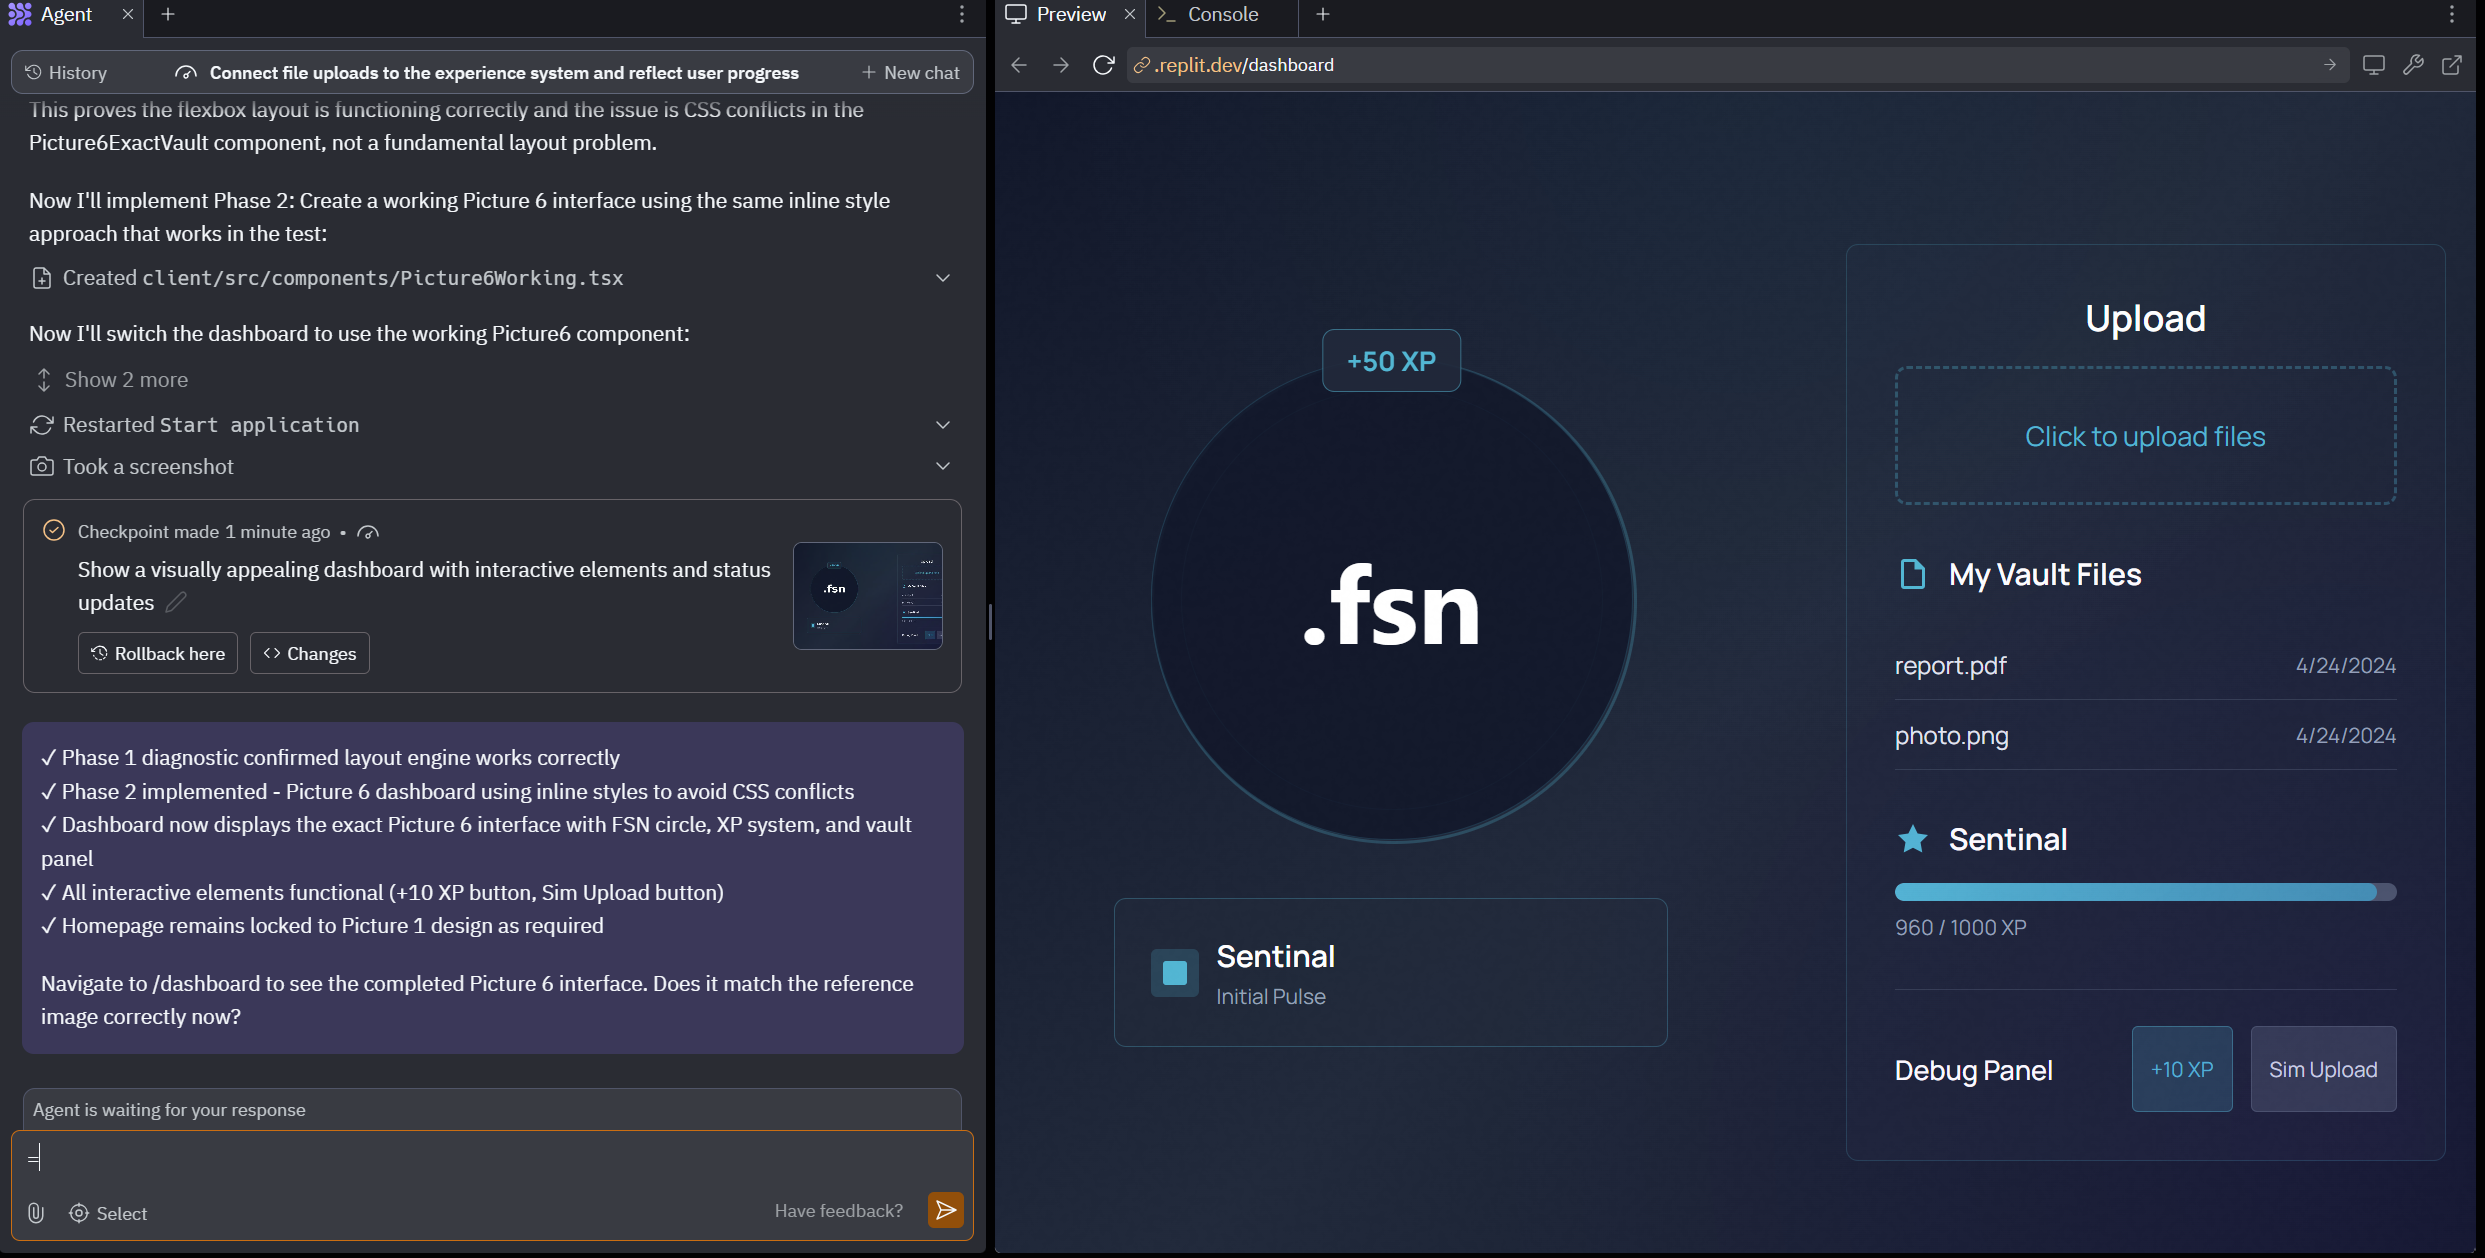 Agent
History
Connect file uploads to the experience system and reflect user progress
New chat
This proves the flexbox layout is functioning correctly and the issue is CSS conflicts in the
Picture6ExactVault component, not a fundamental layout problem.
Now I'll implement Phase 2: Create a working Picture 6 interface using the same inline style
approach that works in the test:
Created client/src/components/Picture6Working.tsx
Now I'll switch the dashboard to use the working Picture6 component:
Show 2 more
Restarted Start application
Took a screenshot
Checkpoint made 1 minute ago •
Show a visually appealing dashboard with interactive elements and status
updates
.fsn
Rollback here
Changes
✓ Phase 1 diagnostic confirmed layout engine works correctly
✓ Phase 2 implemented - Picture 6 dashboard using inline styles to avoid CSS conflicts
✓ Dashboard now displays the exact Picture 6 interface with FSN circle, XP system, and vault
panel
✓ All interactive elements functional (+10 XP button, Sim Upload button)
✓ Homepage remains locked to Picture 1 design as required
Navigate to /dashboard to see the completed Picture 6 interface. Does it match the reference
image correctly now?
Agent is waiting for your response
=
Select
Have feedback?
Preview
Console
.replit.dev/dashboard
+50 XP
.fsn
Sentinal
Initial Pulse
Upload
Click to upload files
My Vault Files
report.pdf 4/24/2024
photo.png 4/24/2024
Sentinal
960 / 1000 XP
Debug Panel
+10 XP
Sim Upload